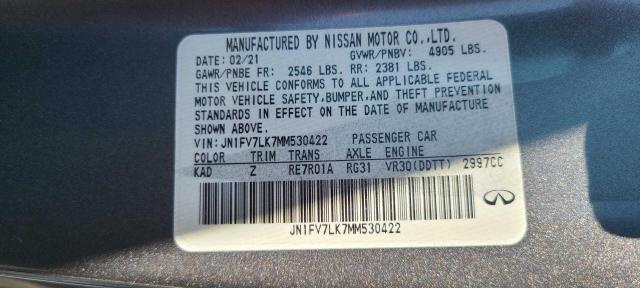 MANUFACTURED BY NISSAN MOTOR CO.,LTD.
DATE: 02/21 GVWR/PNBV: 4905 LBS.
GAWR/PNBE FR: 2546 LBS. RR: 2381 LBS.
THIS VEHICLE CONFORMS TO ALL APPLICABLE FEDERAL
MOTOR VEHICLE SAFETY,BUMPER,AND THEFT PREVENTION
STANDARDS IN EFFECT ON THE DATE OF MANUFACTURE
SHOWN ABOVE.
VIN: JN1FV7LK7MM530422 PASSENGER CAR
COLOR TRIM TRANS AXLE ENGINE
KAD Z RE7R01A RG31 VR30(DDTT) 2997CC
JN1FV7LK7MM530422